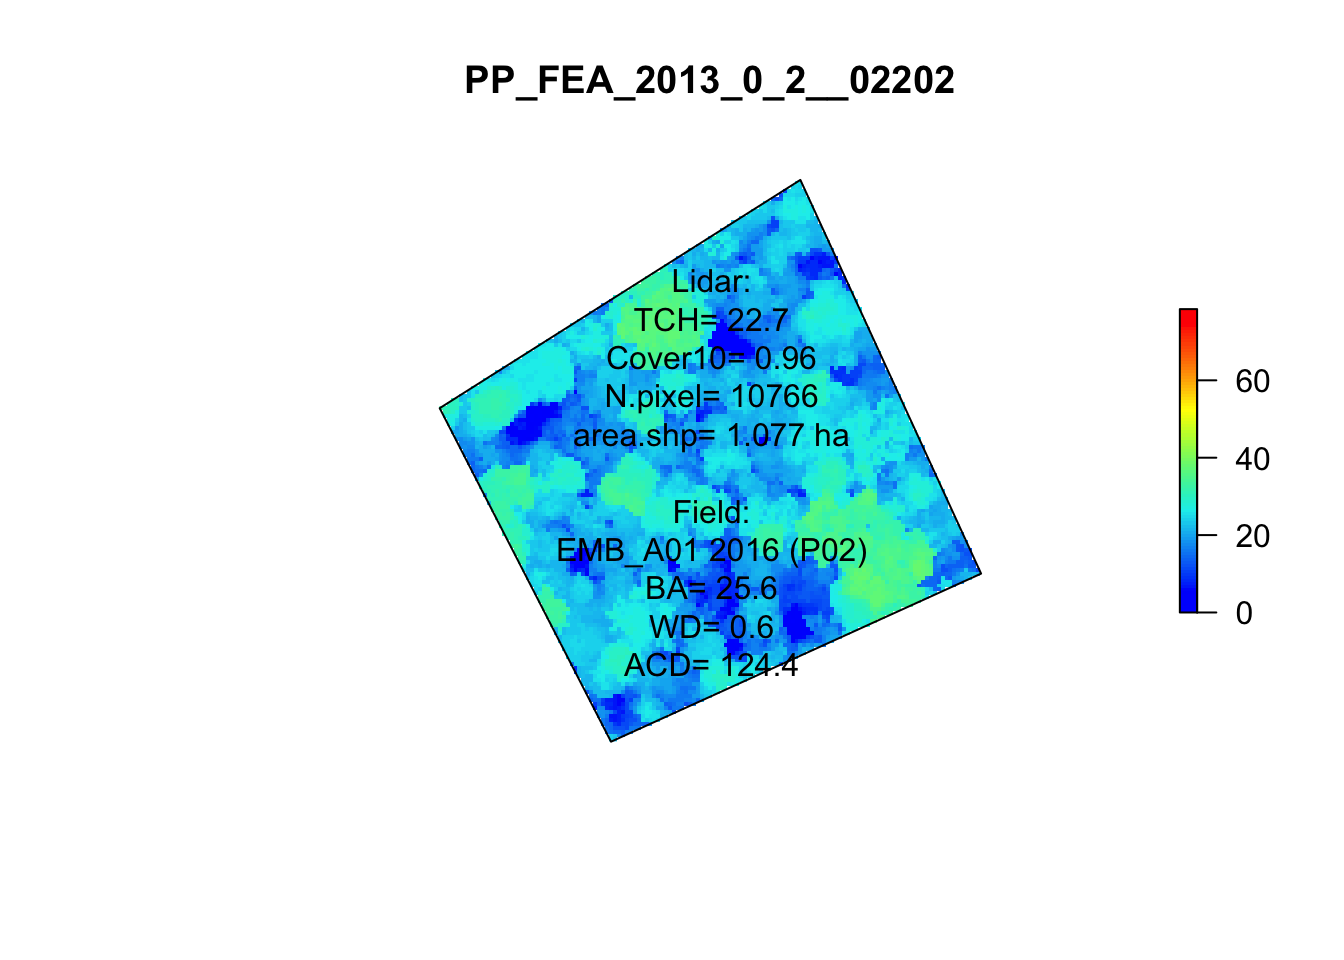 PP_FEA_2013_0_2__02202
Lidar:
TCH= 22.7
Cover10= 0.96
N.pixel= 10766
area.shp= 1.077 ha
Field:
EMB_A01 2016 (P02)
BA= 25.6
WD= 0.6
ACD= 124.4
60
40
20
0